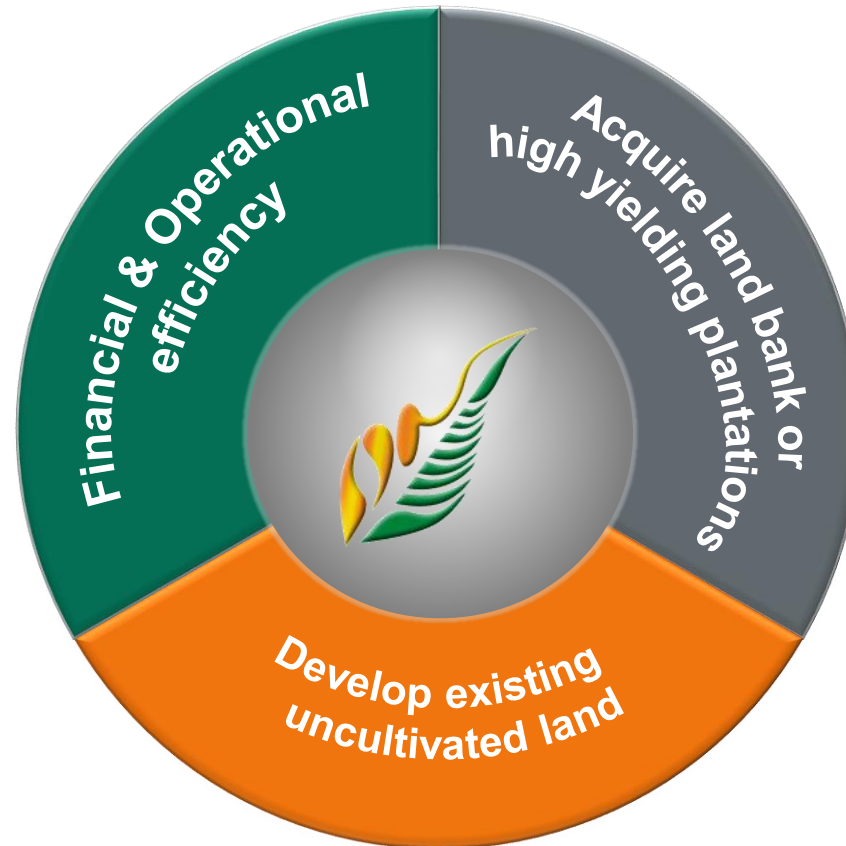 Financial & Operational
efficiency
Acquire land bank or
high yielding plantations
Develop existing
uncultivated land